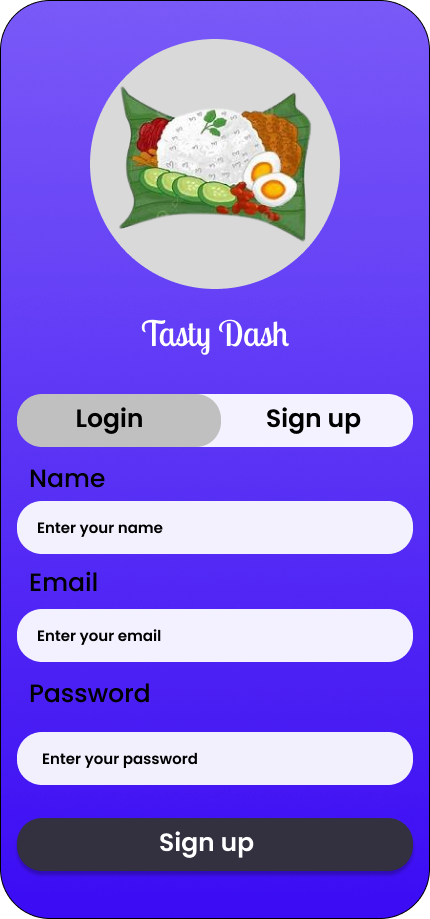 Tasty Dash
Login Sign up
Name
Enter your name
Email
Enter your email
Password
Enter your password
Sign up